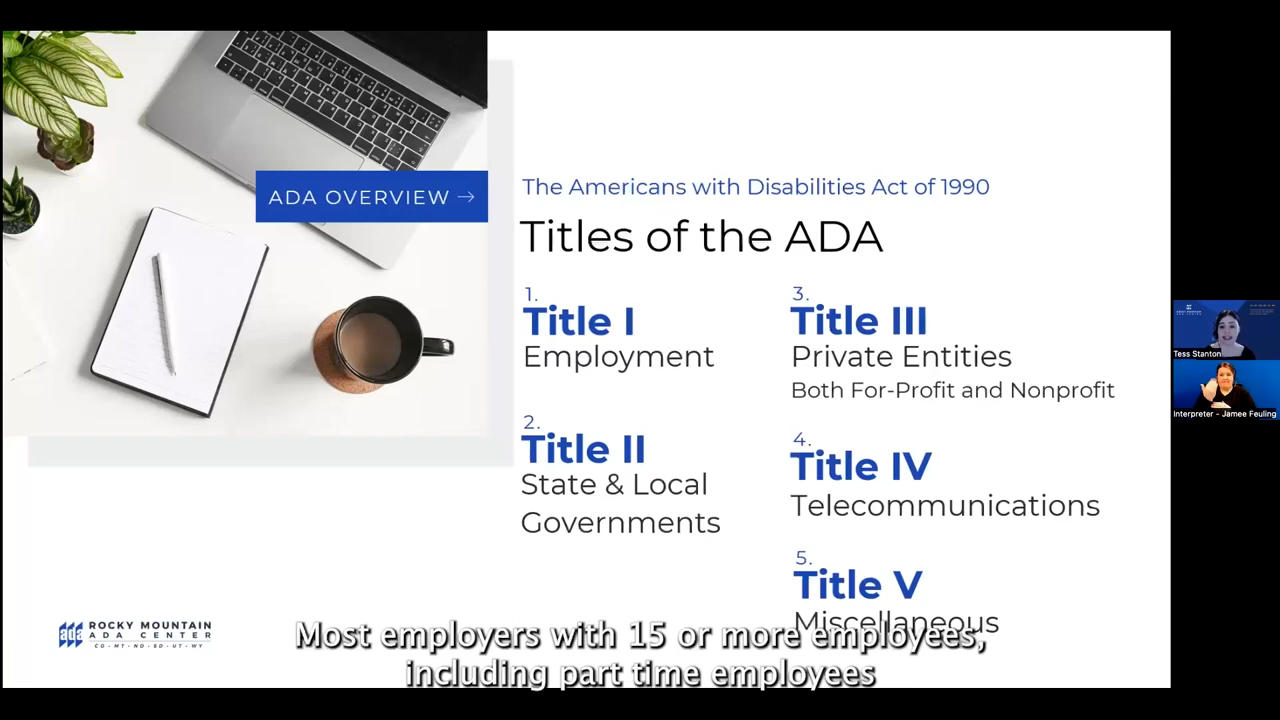 ADA OVERVIEW →
The Americans with Disabilities Act of 1990
Titles of the ADA
1.
Title I
Employment
2.
Title II
State & Local
Governments
3.
Title III
Private Entities
Both For-Profit and Nonprofit
4.
Title IV
Telecommunications
5.
Title V
Miscellaneous
ada
ROCKY MOUNTAIN
ADA CENTER
CO · MT · ND · SD · UT · WY
Most employers with 15 or more employees,
including part time employees
Tess Stanton
Interpreter - Jamee Feuling